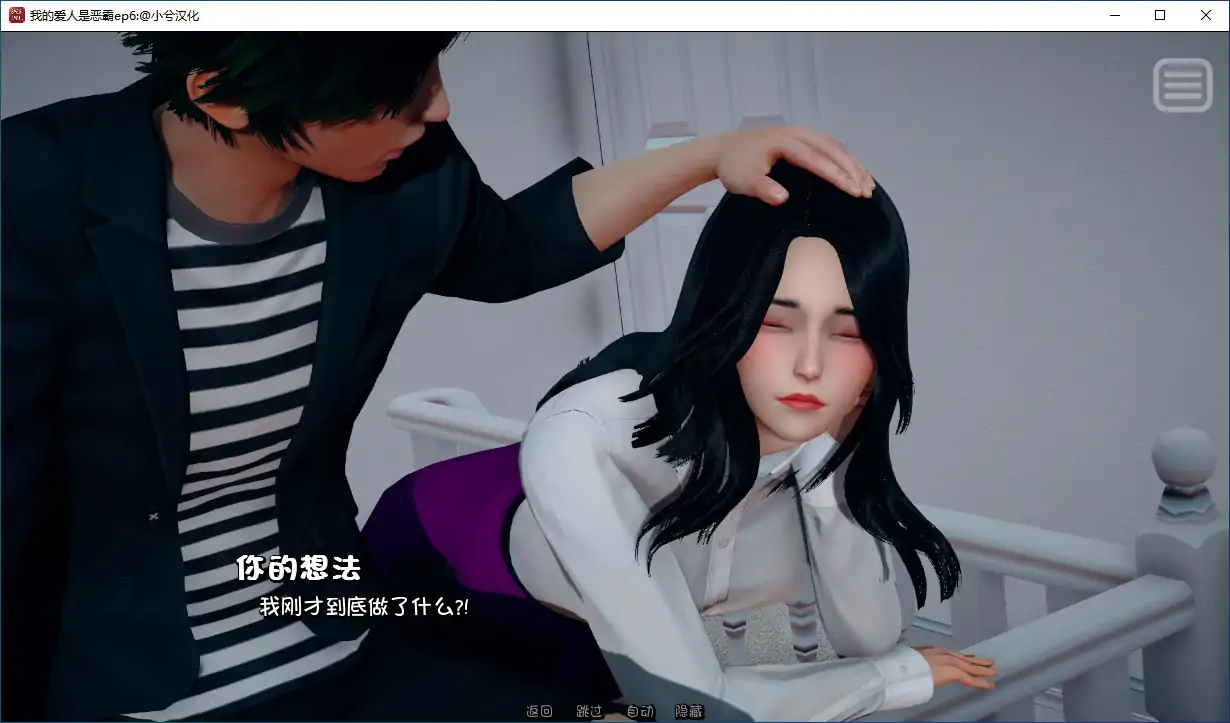 我的爱人是恶霸ep6:@小兮汉化
你的想法
我刚才到底做了什么?!
返回 跳过 自动 隐藏